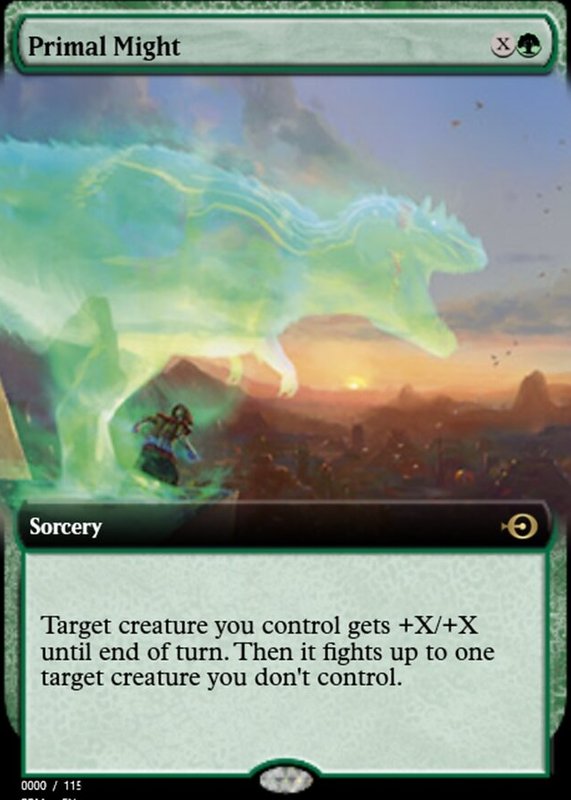 Primal Might
X
Sorcery
Target creature you control gets +X/+X
until end of turn. Then it fights up to one
target creature you don't control.
0000 / 115